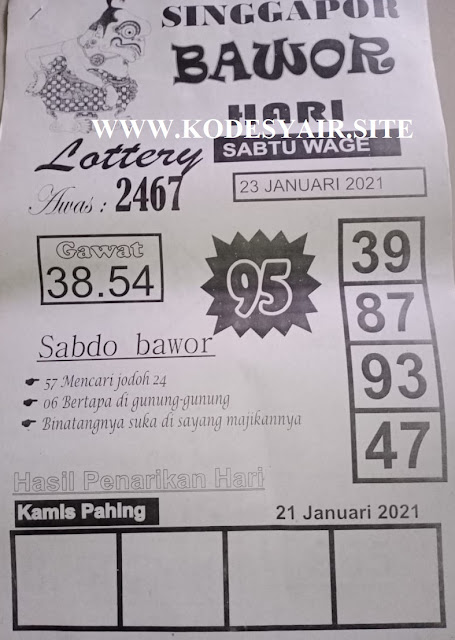 SINGGAPOR
BAWOR
HARI
WWW.KODESYAIR.SITE
Lottery
SABTU WAGE
Awas : 2467
23 JANUARI 2021
Gawat
38.54
95
39
87
93
47
Sabdo bawor
57 Mencari jodoh 24
06 Bertapa di gunung-gunung
Binatangnya suka di sayang majikannya
Hasil Penarikan Hari
Kamis Pahing
21 Januari 2021